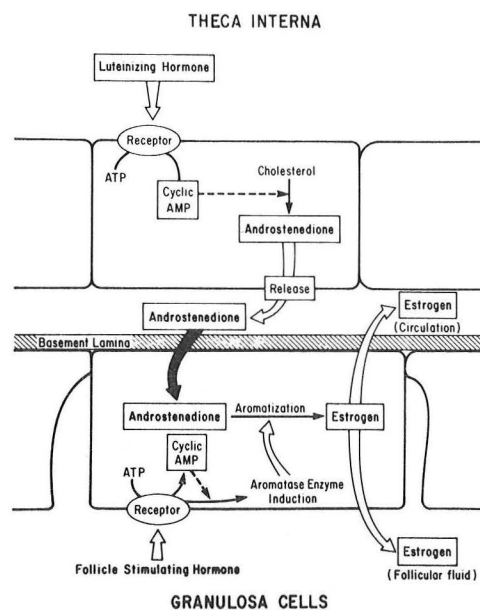 THECA INTERNA
Luteinizing Hormone
Receptor
ATP
Cyclic
AMP
Cholesterol
Androstenedione
Release
Androstenedione
Estrogen
(Circulation)
Basement Lamina
Androstenedione
Aromatization
Estrogen
Cyclic
AMP
ATP
Aromatase Enzyme
Induction
Receptor
Follicle Stimulating Hormone
Estrogen
(Follicular fluid)
GRANULOSA CELLS